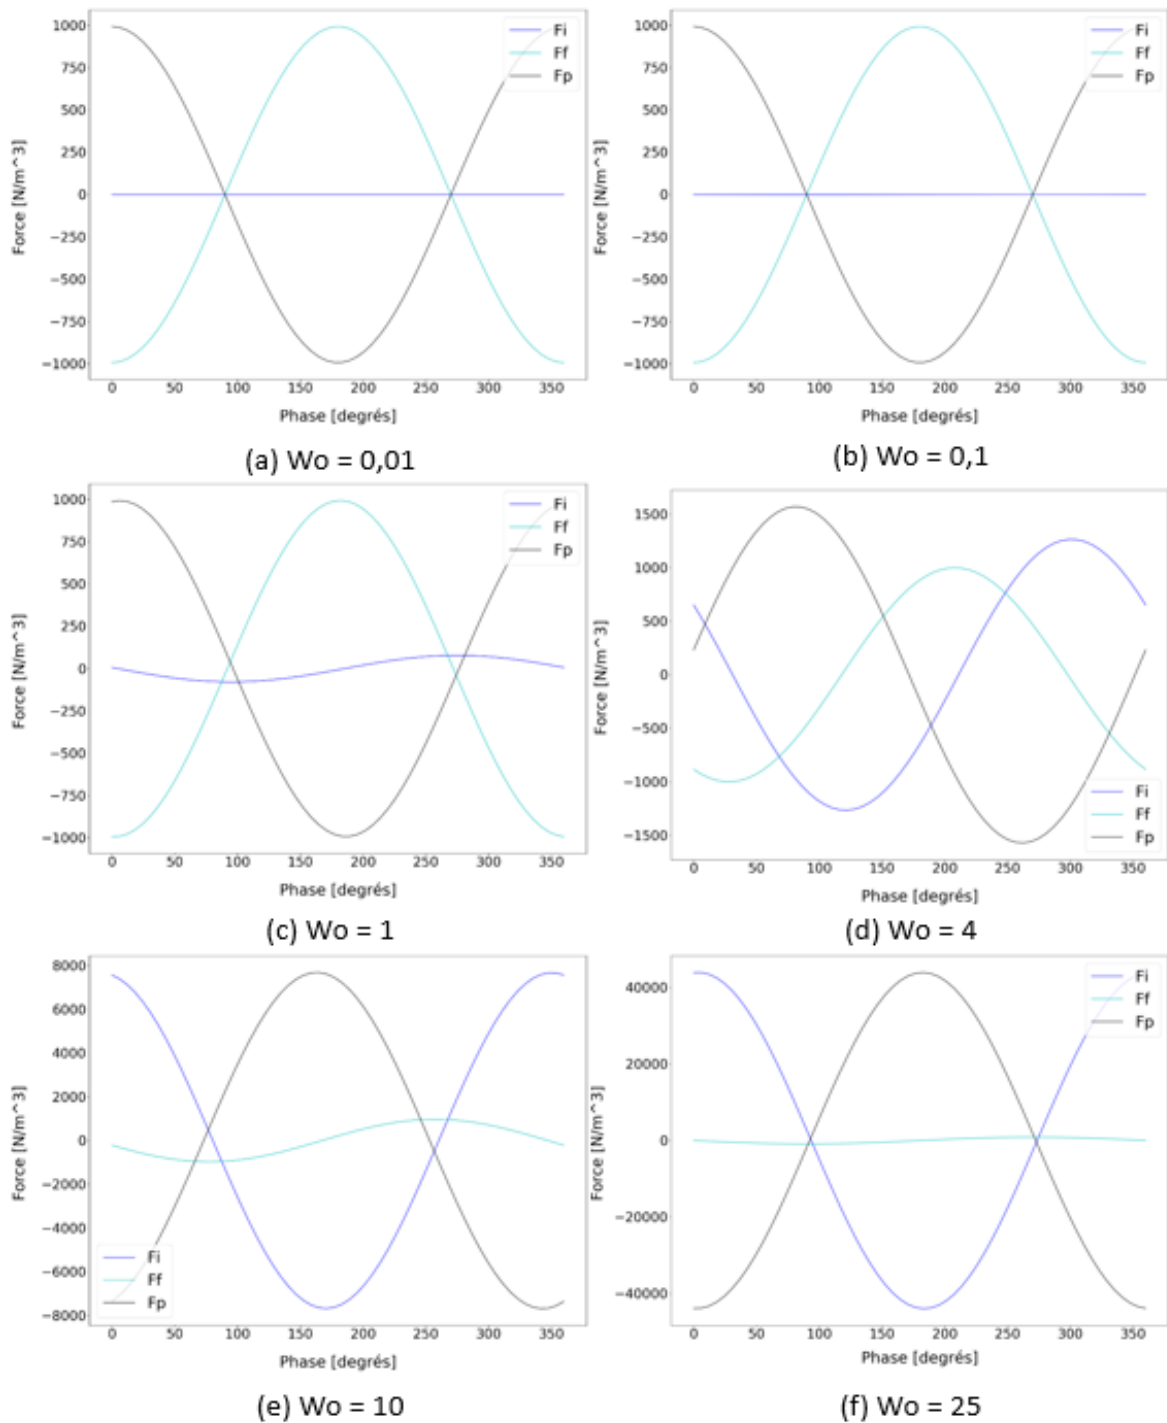 1000
750
500
250
0
−250
−500
−750
−1000
Force [N/m^3]
0 50 100 150 200 250 300 350
Phase [degrés]
Fi
Ff
Fp
(a) Wo = 0,01
1000
750
500
250
0
−250
−500
−750
−1000
Force [N/m^3]
0 50 100 150 200 250 300 350
Phase [degrés]
Fi
Ff
Fp
(b) Wo = 0,1
1000
750
500
250
0
−250
−500
−750
−1000
Force [N/m^3]
0 50 100 150 200 250 300 350
Phase [degrés]
Fi
Ff
Fp
(c) Wo = 1
1500
1000
500
0
−500
−1000
−1500
Force [N/m^3]
0 50 100 150 200 250 300 350
Phase [degrés]
Fi
Ff
Fp
(d) Wo = 4
8000
6000
4000
2000
0
−2000
−4000
−6000
−8000
Force [N/m^3]
0 50 100 150 200 250 300 350
Phase [degrés]
Fi
Ff
Fp
(e) Wo = 10
40000
20000
0
−20000
−40000
Force [N/m^3]
0 50 100 150 200 250 300 350
Phase [degrés]
Fi
Ff
Fp
(f) Wo = 25